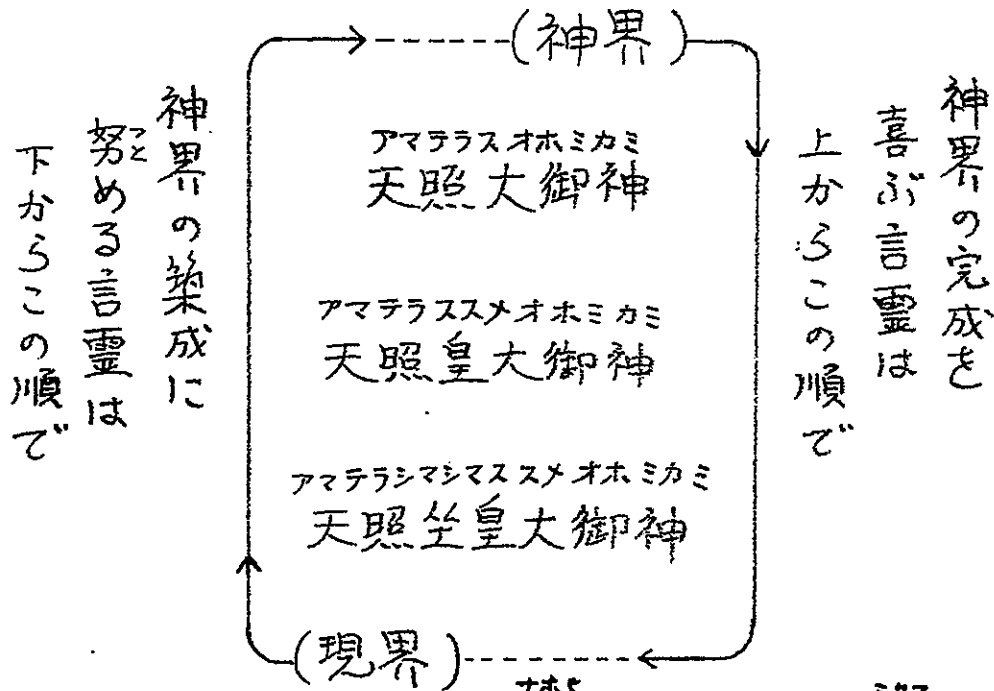 神界の完成を
喜ぶ言霊は
上からこの順で
(神界)
アマテラスオホミカミ
天照大御神
アマテラススメオホミカミ
天照皇大御神
アマテラシマシマススメオホミカミ
天照坐皇大御神
(現界)
神界の築成に
つと
努める言霊は
下からこの順で